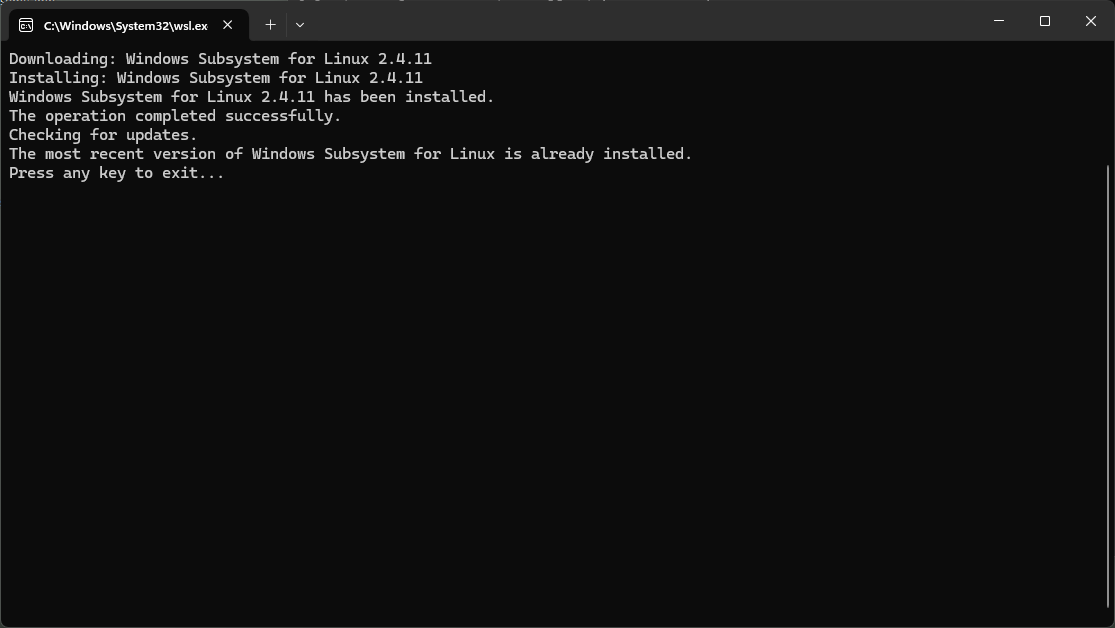 C:\Windows\System32\wsl.ex
Downloading: Windows Subsystem for Linux 2.4.11
Installing: Windows Subsystem for Linux 2.4.11
Windows Subsystem for Linux 2.4.11 has been installed.
The operation completed successfully.
Checking for updates.
The most recent version of Windows Subsystem for Linux is already installed.
Press any key to exit...